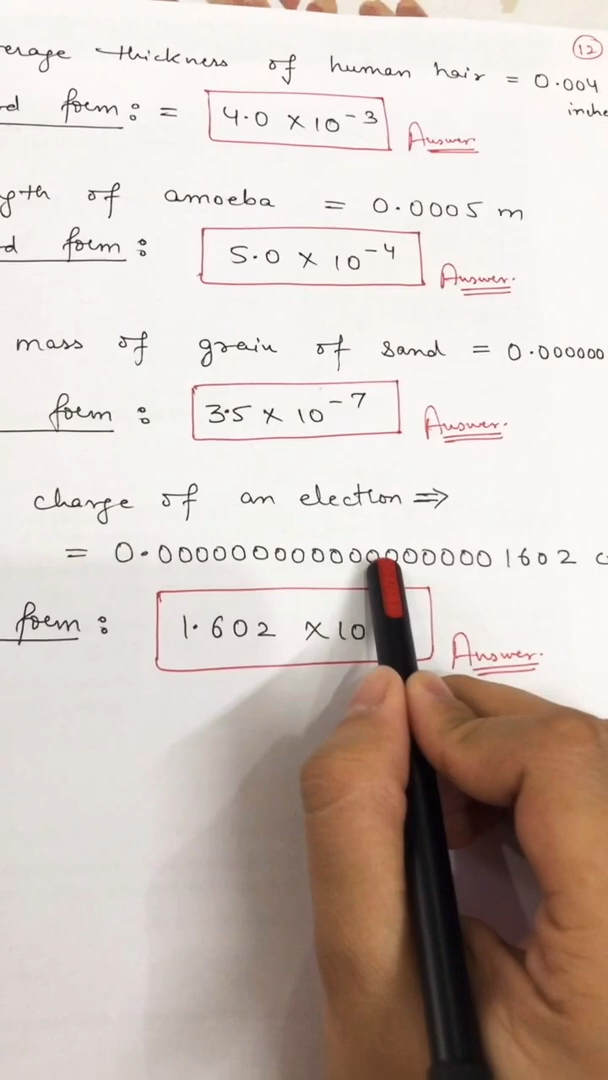 12
erage thickness of human hair = 0.004
inche
rd form: = 4.0 × 10⁻³ Answer
gth of amoeba = 0.0005 m
d form: 5.0 × 10⁻⁴ Answer.
mass of grain of sand = 0.000000
form: 3.5 × 10⁻⁷ Answer.
charge of an electron ⇒
= 0.0000000000000000001602 c
form: 1.602 ×10 Answer.